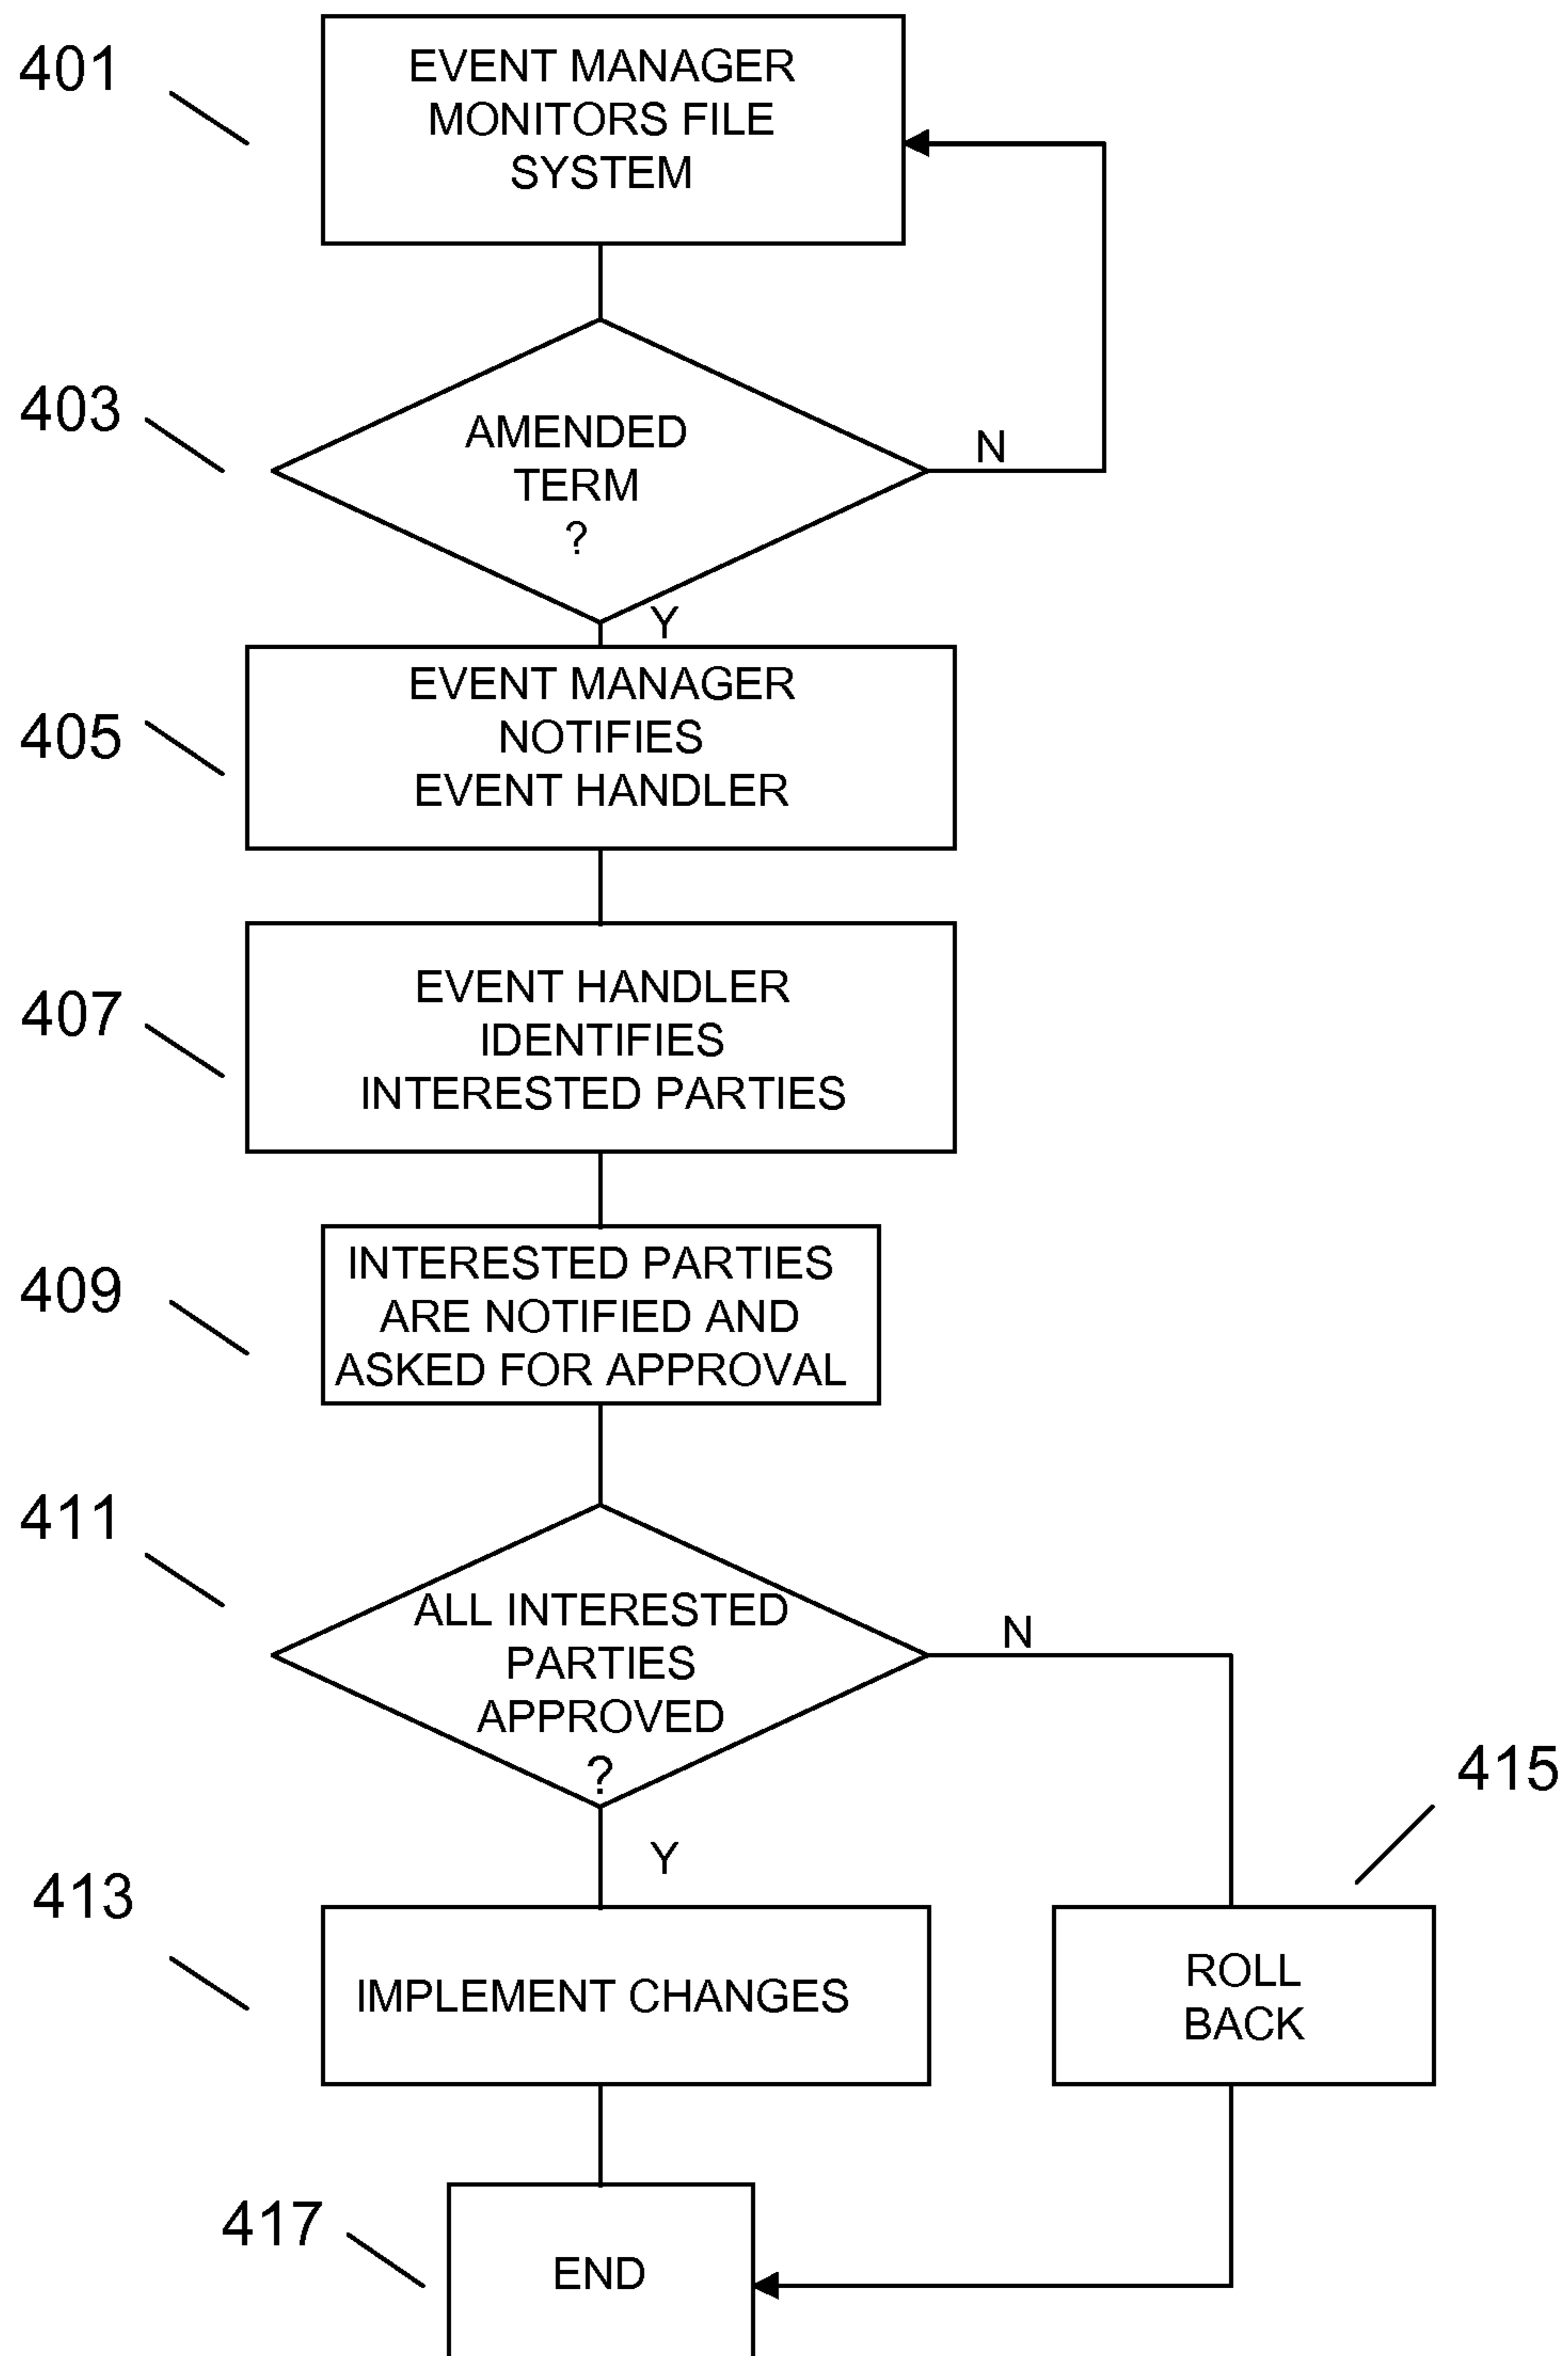 401
EVENT MANAGER
MONITORS FILE
SYSTEM
403
AMENDED
TERM
?
N
Y
405
EVENT MANAGER
NOTIFIES
EVENT HANDLER
407
EVENT HANDLER
IDENTIFIES
INTERESTED PARTIES
409
INTERESTED PARTIES
ARE NOTIFIED AND
ASKED FOR APPROVAL
411
ALL INTERESTED
PARTIES
APPROVED
?
N
Y
415
413
IMPLEMENT CHANGES
ROLL
BACK
417
END